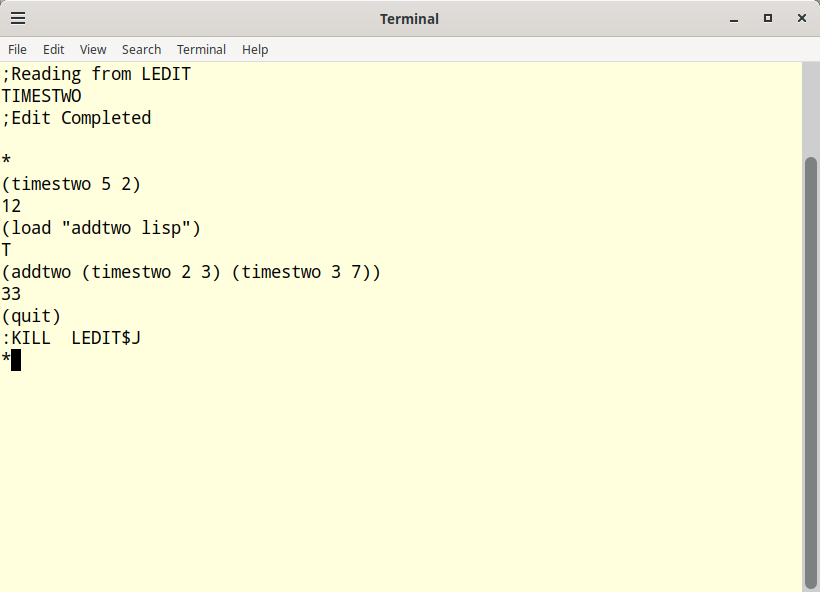 Terminal
File Edit View Search Terminal Help
;Reading from LEDIT
TIMESTWO
;Edit Completed
*
(timestwo 5 2)
12
(load "addtwo lisp")
T
(addtwo (timestwo 2 3) (timestwo 3 7))
33
(quit)
:KILL  LEDIT$J
*